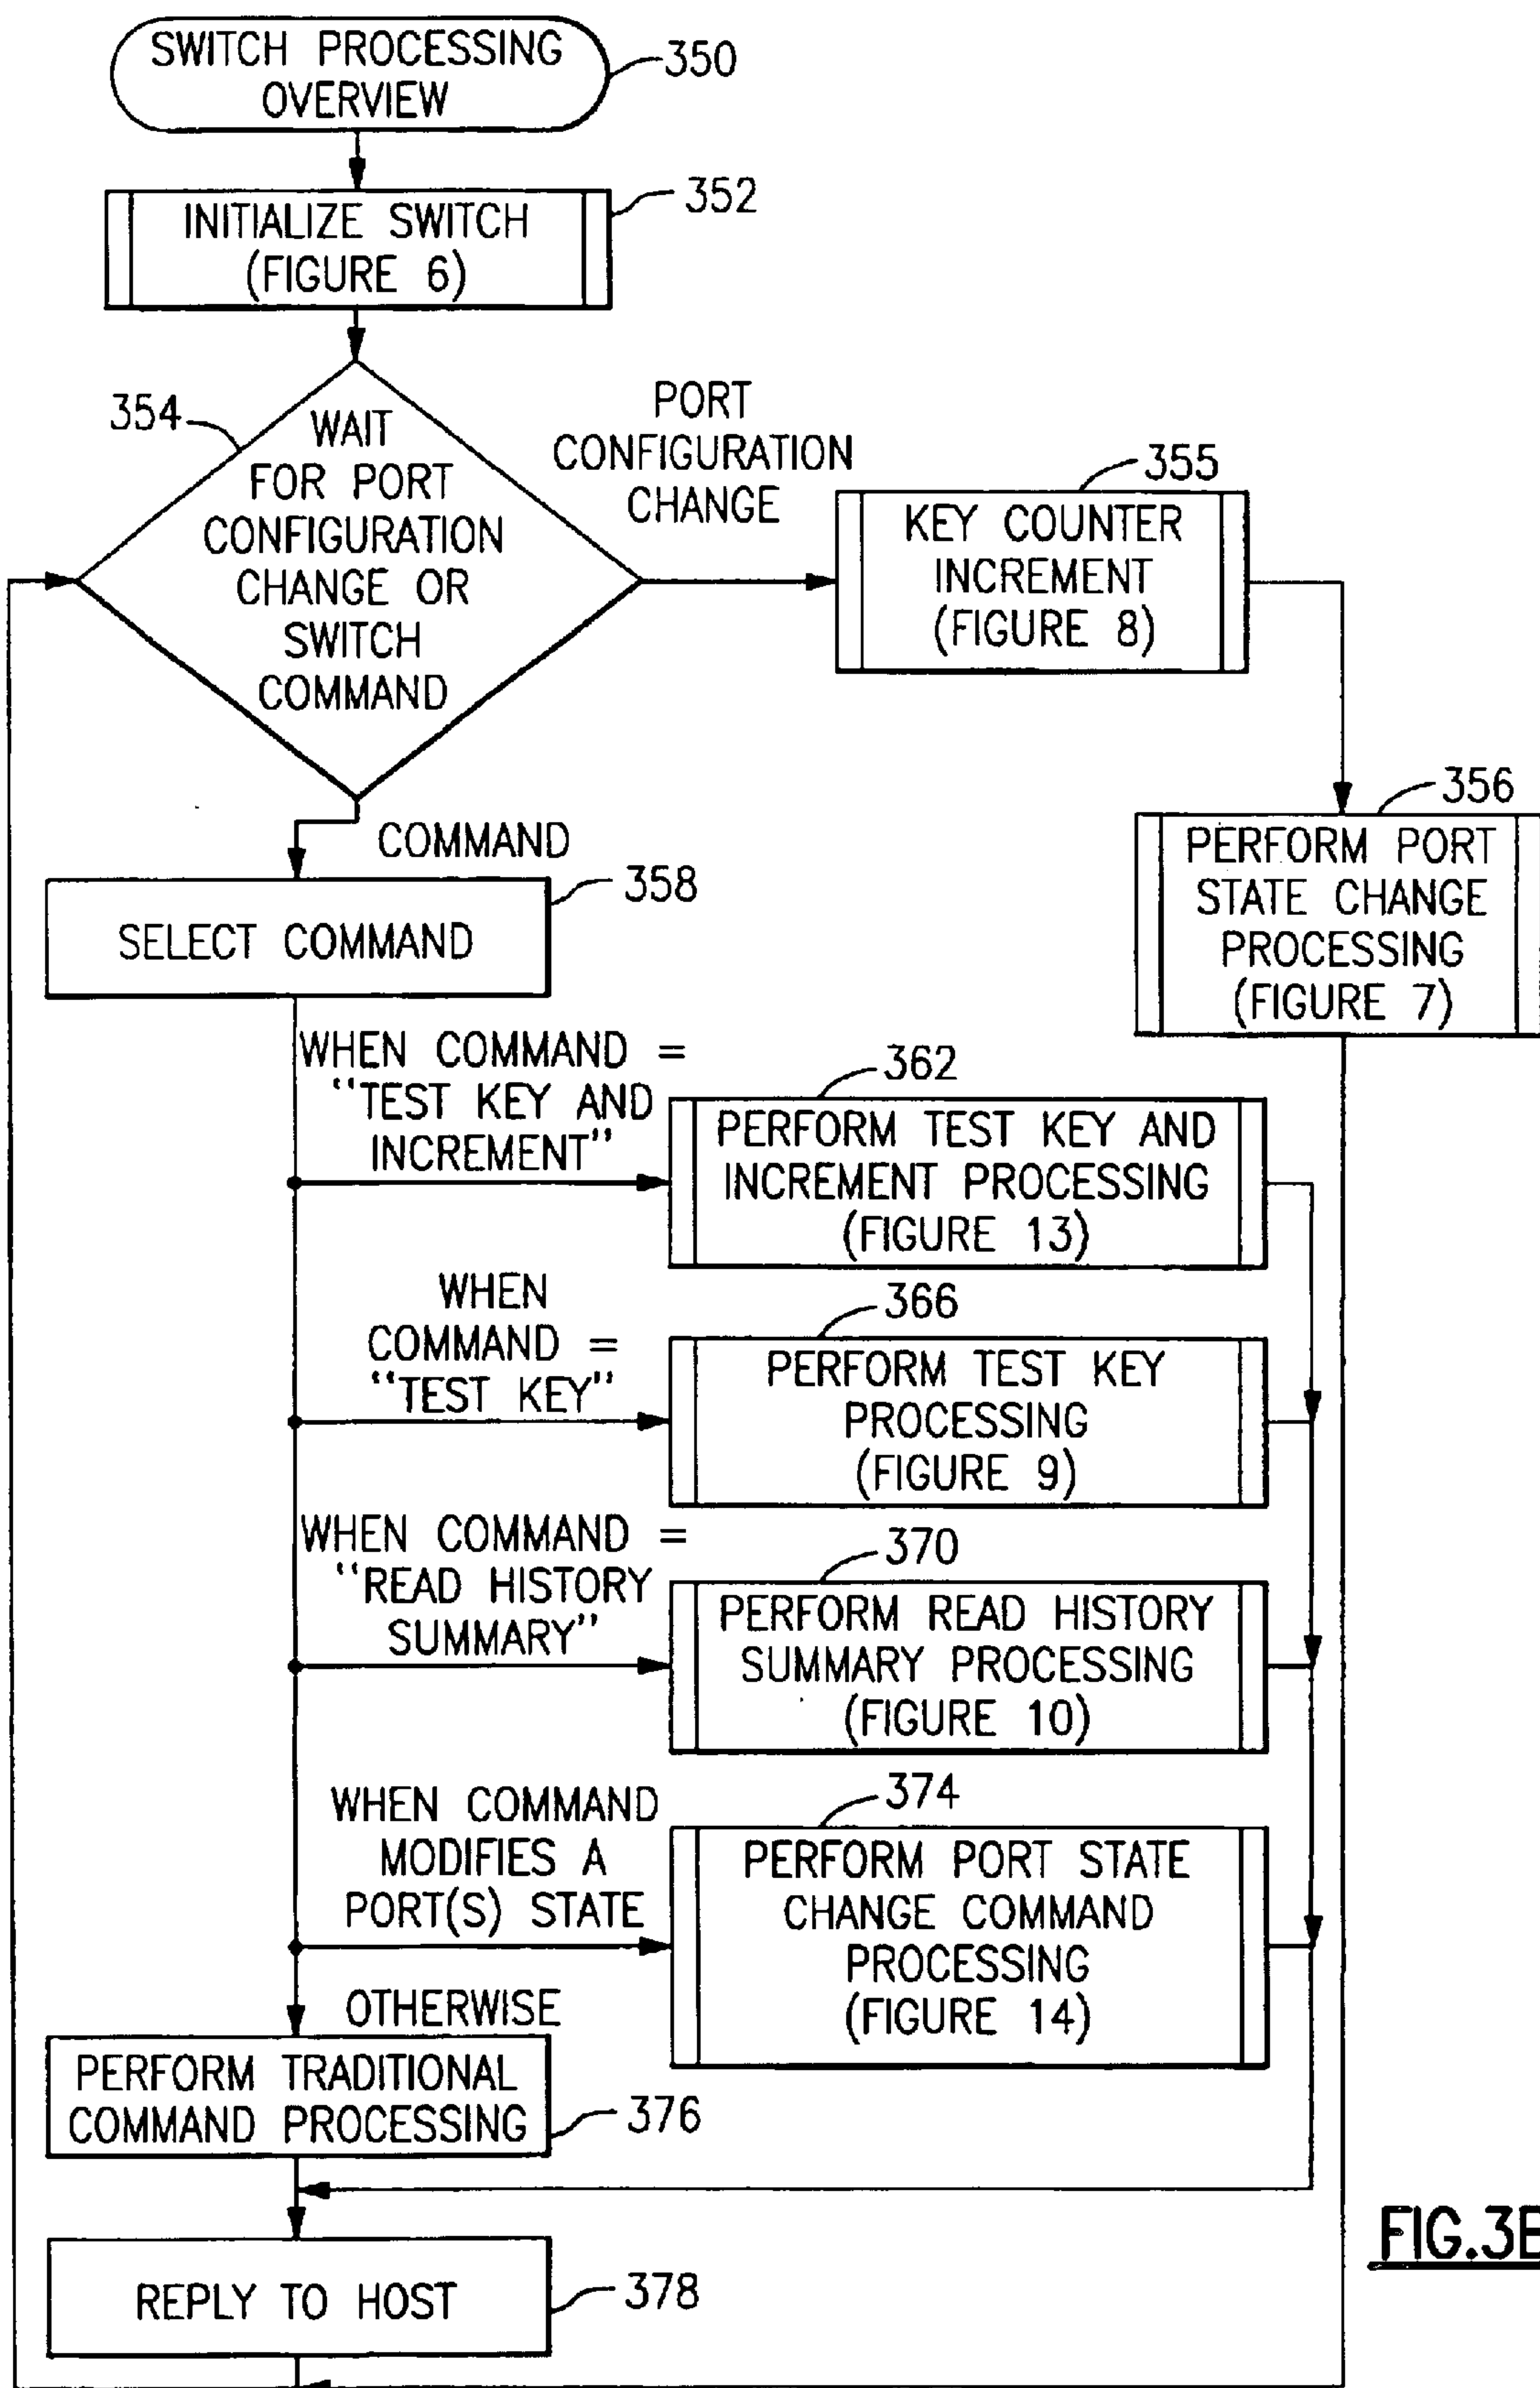 SWITCH PROCESSING
OVERVIEW
350
INITIALIZE SWITCH
(FIGURE 6)
352
354
WAIT
FOR PORT
CONFIGURATION
CHANGE OR
SWITCH
COMMAND
PORT
CONFIGURATION
CHANGE
355
KEY COUNTER
INCREMENT
(FIGURE 8)
356
PERFORM PORT
STATE CHANGE
PROCESSING
(FIGURE 7)
COMMAND
358
SELECT COMMAND
WHEN COMMAND =
"TEST KEY AND
INCREMENT"
362
PERFORM TEST KEY AND
INCREMENT PROCESSING
(FIGURE 13)
WHEN
COMMAND =
"TEST KEY"
366
PERFORM TEST KEY
PROCESSING
(FIGURE 9)
WHEN COMMAND =
"READ HISTORY
SUMMARY"
370
PERFORM READ HISTORY
SUMMARY PROCESSING
(FIGURE 10)
WHEN COMMAND
MODIFIES A
PORT(S) STATE
374
PERFORM PORT STATE
CHANGE COMMAND
PROCESSING
(FIGURE 14)
OTHERWISE
PERFORM TRADITIONAL
COMMAND PROCESSING
376
REPLY TO HOST
378
FIG.3B